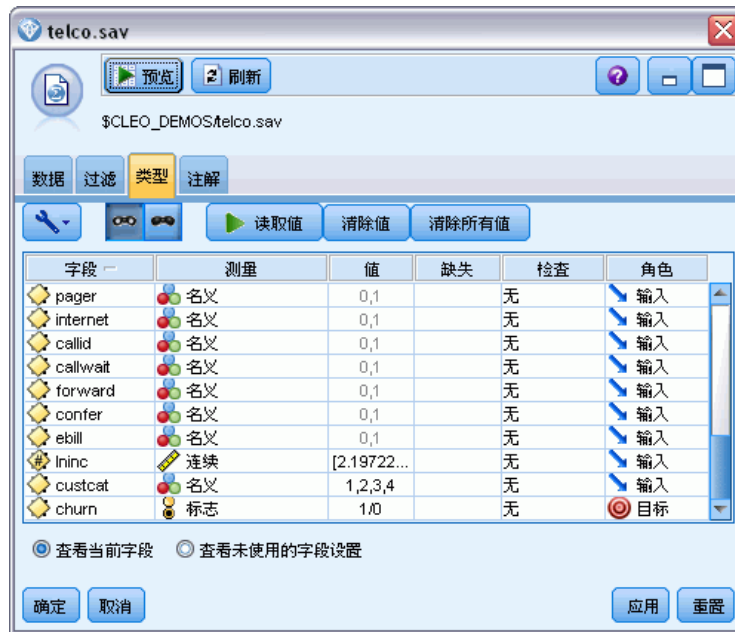 telco.sav
预览 刷新
$CLEO_DEMOS/telco.sav
数据 过滤 类型 注解
读取值 清除值 清除所有值
字段 测量 值 缺失 检查 角色
pager 名义 0,1 无 输入
internet 名义 0,1 无 输入
callid 名义 0,1 无 输入
callwait 名义 0,1 无 输入
forward 名义 0,1 无 输入
confer 名义 0,1 无 输入
ebill 名义 0,1 无 输入
lninc 连续 [2.19722... 无 输入
custcat 名义 1,2,3,4 无 输入
churn 标志 1/0 无 目标
查看当前字段 查看未使用的字段设置
确定 取消 应用 重置